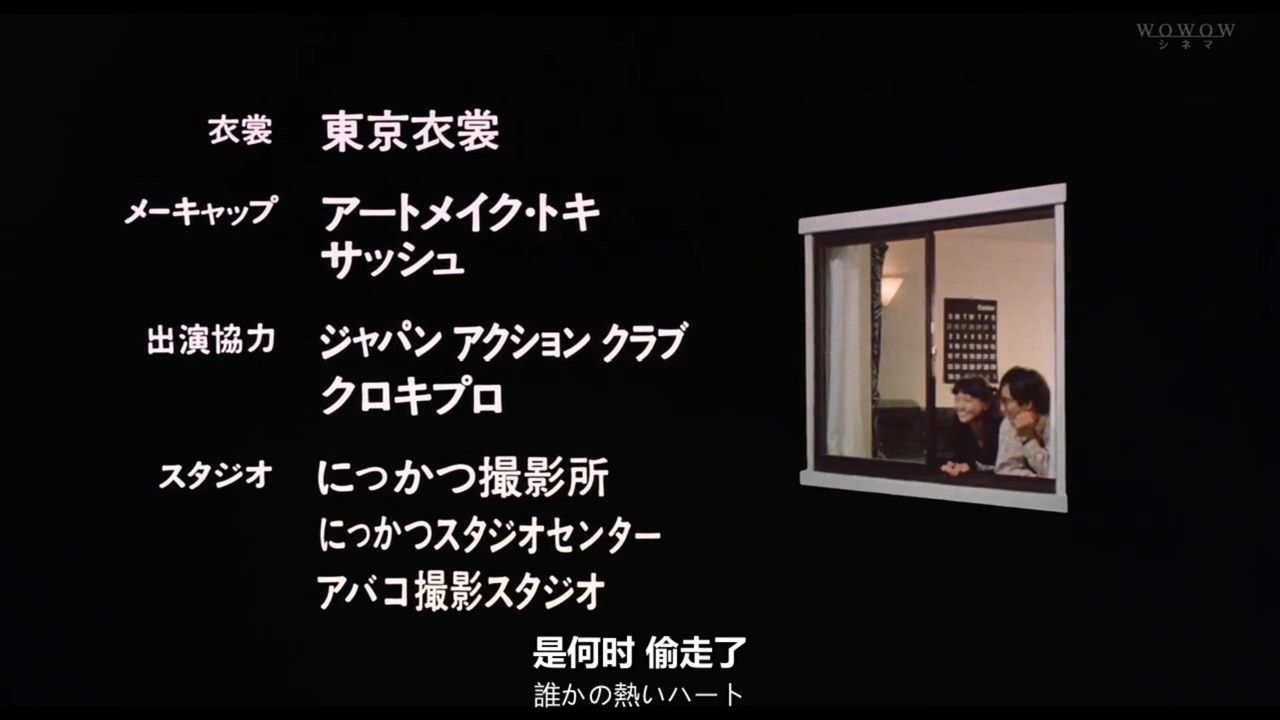 WOWOW
シネマ
衣裳 東京衣裳
メーキャップ アートメイク・トキ
サッシュ
出演協力 ジャパン アクション クラブ
クロキプロ
スタジオ にっかつ撮影所
にっかつスタジオセンター
アバコ撮影スタジオ
October
S M T W T F S
是何时 偷走了
誰かの熱いハート